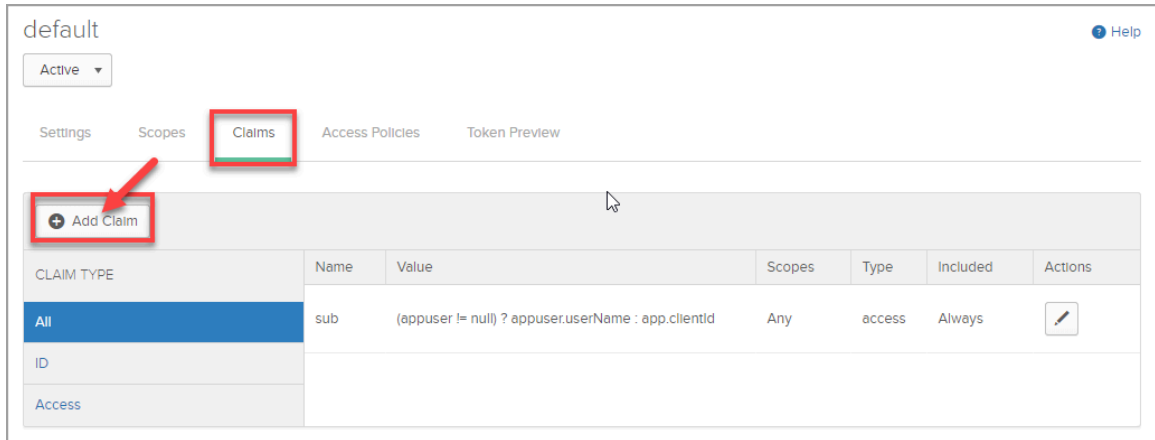 default
Help
Active
Settings Scopes Claims Access Policies Token Preview
Add Claim
CLAIM TYPE Name Value Scopes Type Included Actions
All sub (appuser != null) ? appuser.userName : app.clientId Any access Always
ID
Access